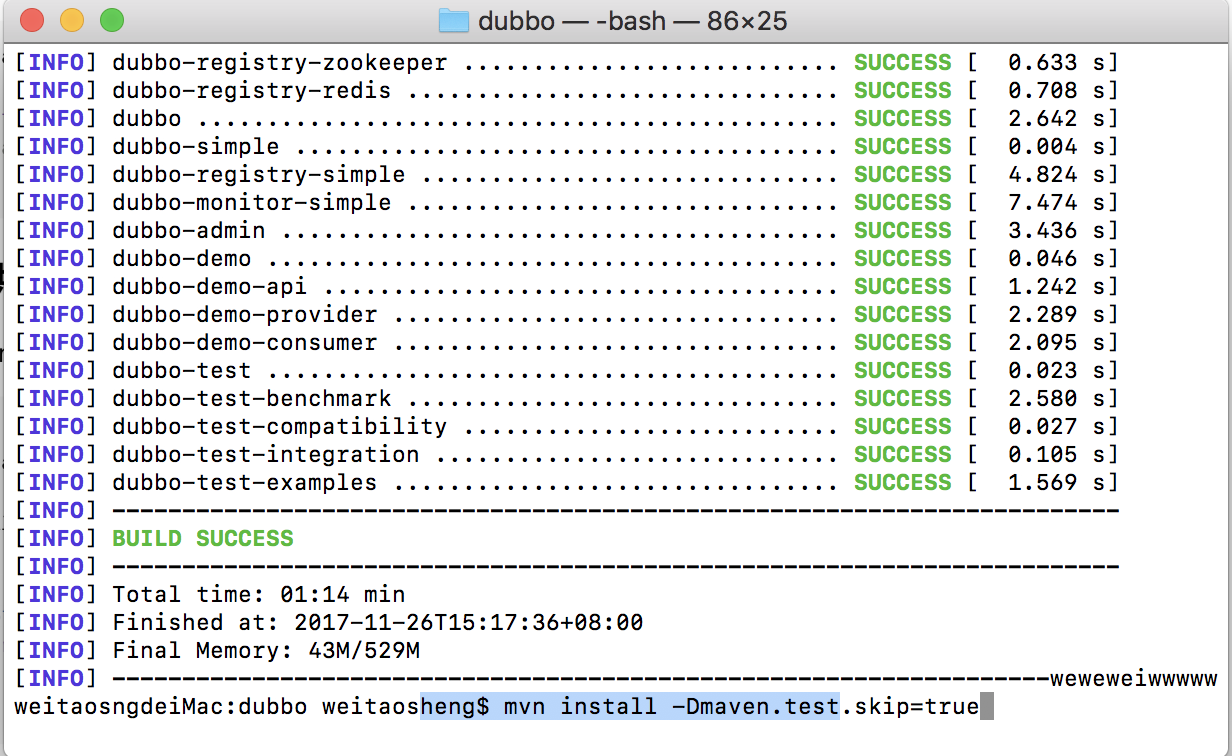 dubbo — -bash — 86×25
[INFO] dubbo-registry-zookeeper ........................... SUCCESS [  0.633 s]
[INFO] dubbo-registry-redis ............................... SUCCESS [  0.708 s]
[INFO] dubbo .............................................. SUCCESS [  2.642 s]
[INFO] dubbo-simple ....................................... SUCCESS [  0.004 s]
[INFO] dubbo-registry-simple .............................. SUCCESS [  4.824 s]
[INFO] dubbo-monitor-simple ............................... SUCCESS [  7.474 s]
[INFO] dubbo-admin ........................................ SUCCESS [  3.436 s]
[INFO] dubbo-demo ......................................... SUCCESS [  0.046 s]
[INFO] dubbo-demo-api ..................................... SUCCESS [  1.242 s]
[INFO] dubbo-demo-provider ................................ SUCCESS [  2.289 s]
[INFO] dubbo-demo-consumer ................................ SUCCESS [  2.095 s]
[INFO] dubbo-test ......................................... SUCCESS [  0.023 s]
[INFO] dubbo-test-benchmark ............................... SUCCESS [  2.580 s]
[INFO] dubbo-test-compatibility ........................... SUCCESS [  0.027 s]
[INFO] dubbo-test-integration ............................. SUCCESS [  0.105 s]
[INFO] dubbo-test-examples ................................ SUCCESS [  1.569 s]
[INFO] ------------------------------------------------------------------------
[INFO] BUILD SUCCESS
[INFO] ------------------------------------------------------------------------
[INFO] Total time: 01:14 min
[INFO] Finished at: 2017-11-26T15:17:36+08:00
[INFO] Final Memory: 43M/529M
[INFO] -------------------------------------------------------------------weweweiwwwww
weitaosngdeiMac:dubbo weitaosheng$ mvn install -Dmaven.test.skip=true